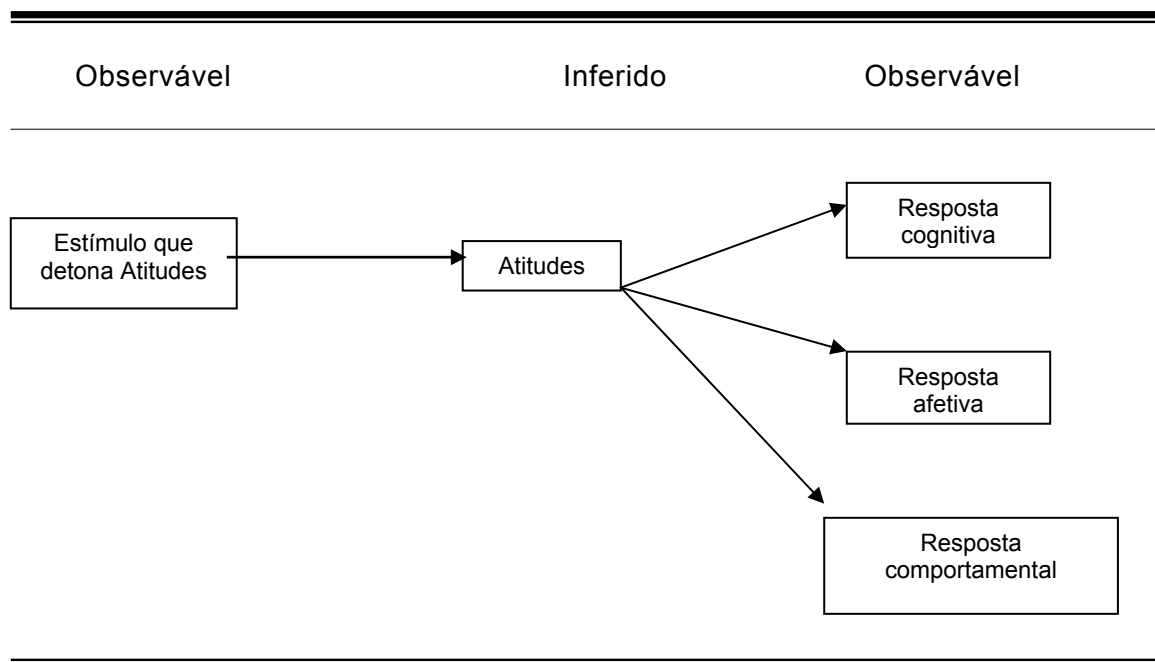 Observável Inferido Observável
Estímulo que
detona Atitudes
Atitudes
Resposta
cognitiva
Resposta
afetiva
Resposta
comportamental